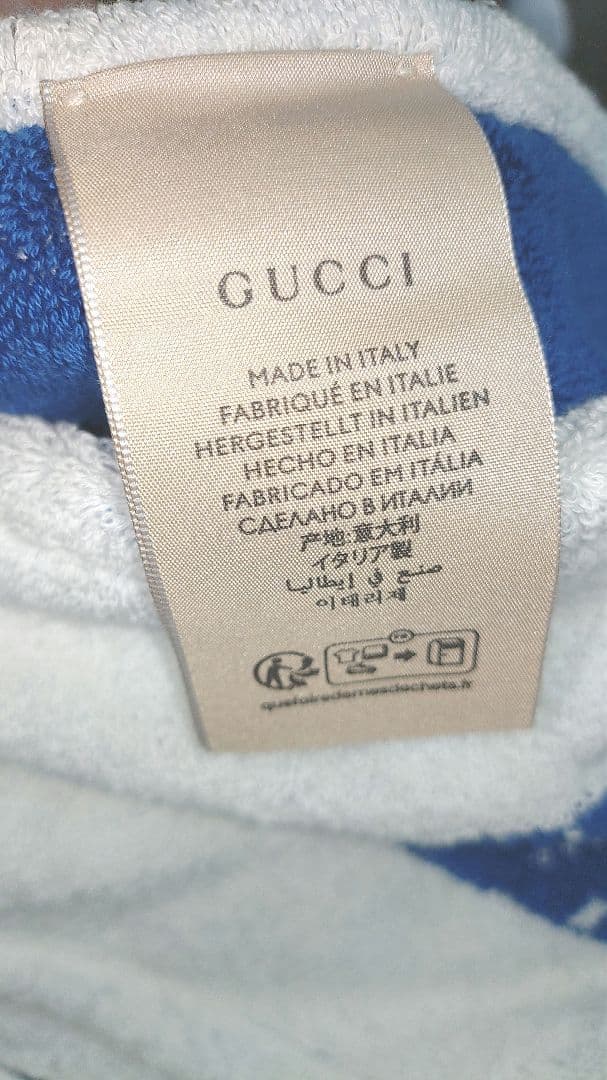 GUCCI
MADE IN ITALY
FABRIQUÉ EN ITALIE
HERGESTELLT IN ITALIEN
HECHO EN ITALIA
FABRICADO EM ITÁLIA
СДЕЛАНО В ИТАЛИИ
产地:意大利
イタリア製
صنع في إيطاليا
이태리제
FR
quefairedemesdechets.fr